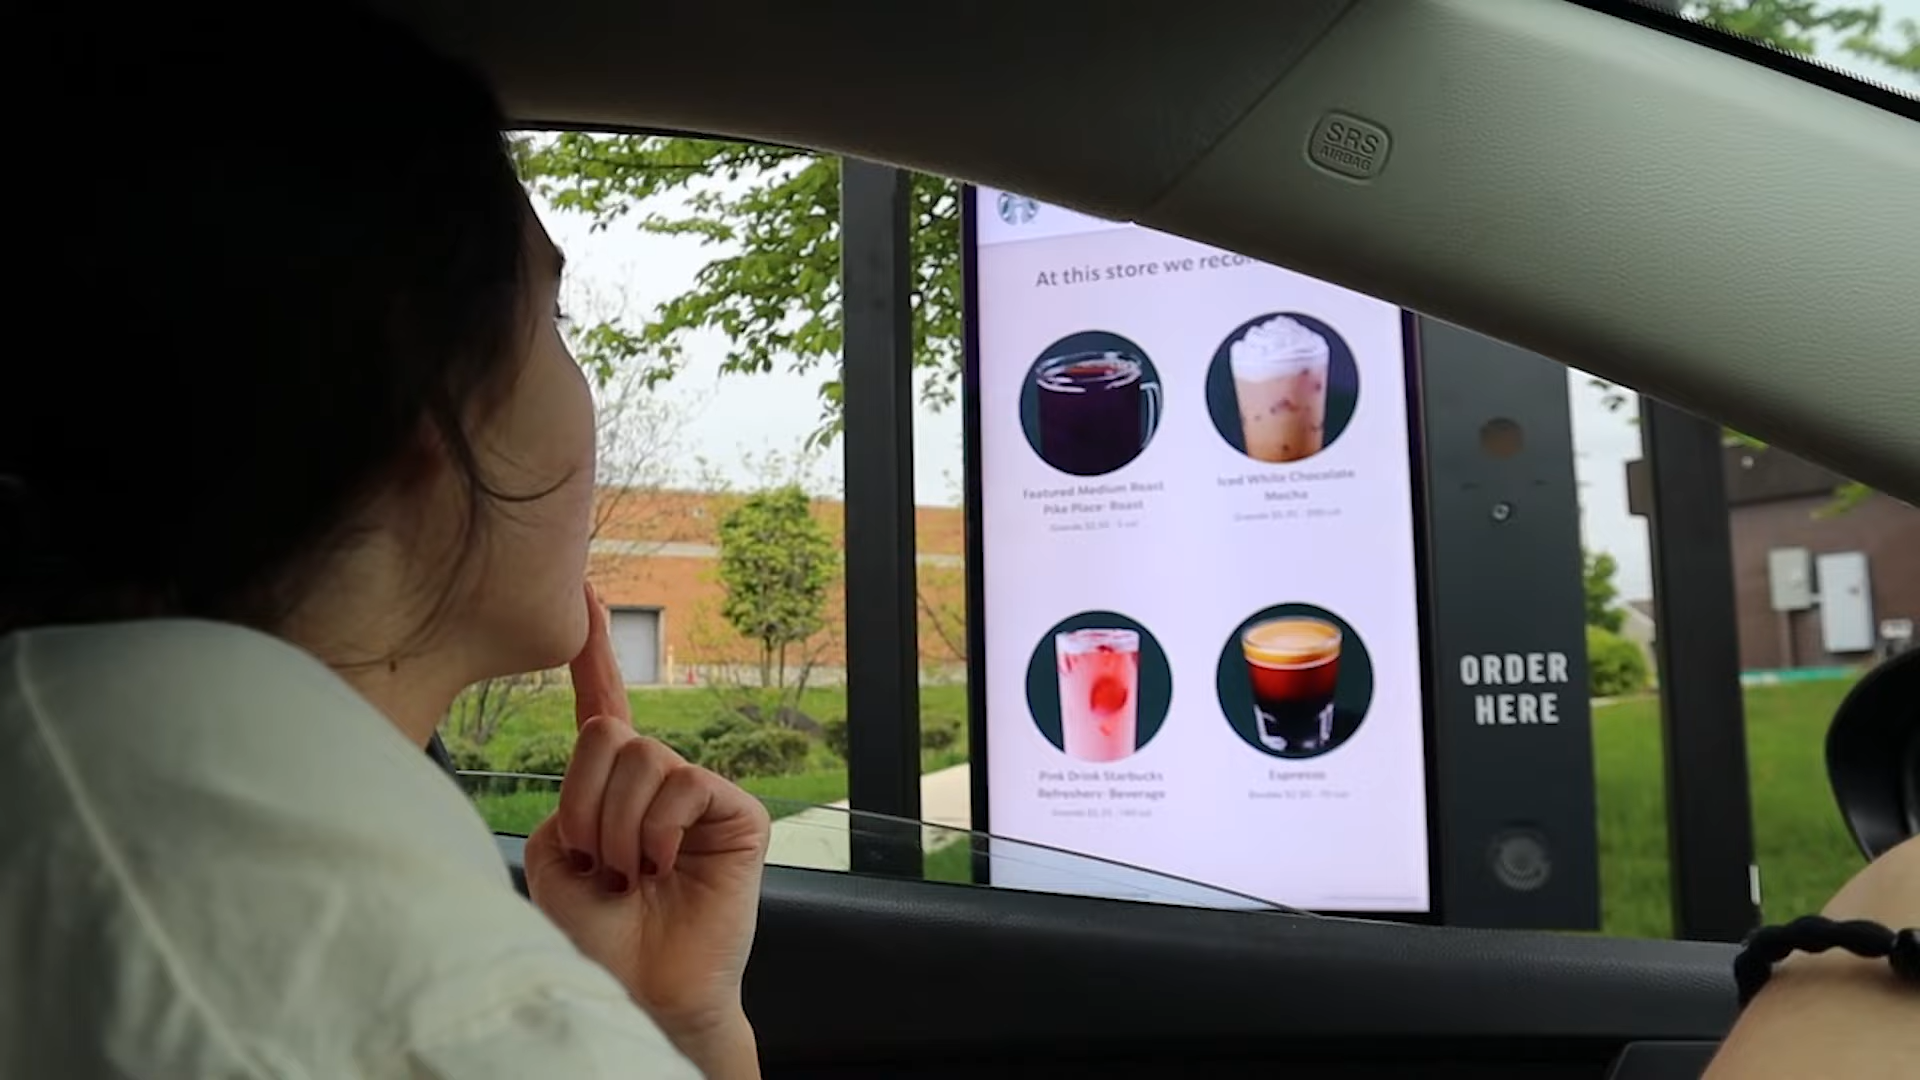 SRS
AIRBAG
At this store we
Featured Medium Roast
Pike Place® Roast
Iced White Chocolate
Mocha
Pink Drink Starbucks
Refreshers® Beverage
Espresso
ORDER
HERE